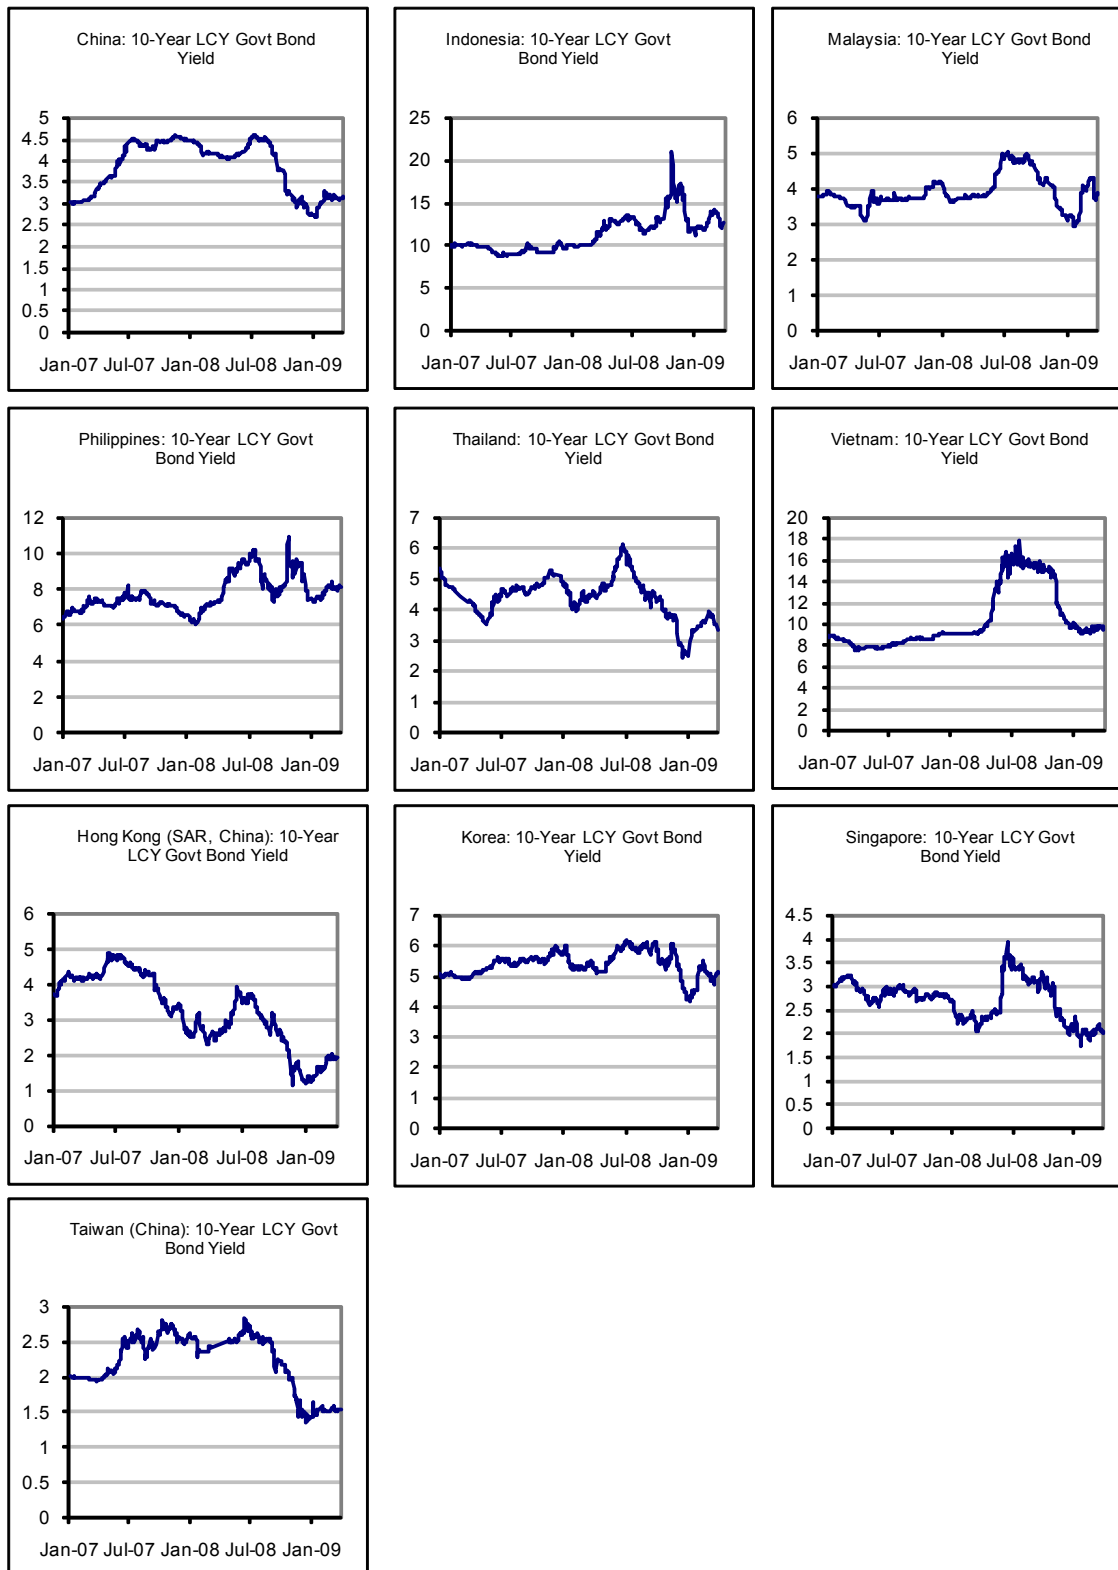 China: 10-Year LCY Govt Bond
Yield
5
4.5
4
3.5
3
2.5
2
1.5
1
0.5
0
Jan-07 Jul-07 Jan-08 Jul-08 Jan-09
Indonesia: 10-Year LCY Govt
Bond Yield
25
20
15
10
5
0
Jan-07 Jul-07 Jan-08 Jul-08 Jan-09
Malaysia: 10-Year LCY Govt Bond
Yield
6
5
4
3
2
1
0
Jan-07 Jul-07 Jan-08 Jul-08 Jan-09
Philippines: 10-Year LCY Govt
Bond Yield
12
10
8
6
4
2
0
Jan-07 Jul-07 Jan-08 Jul-08 Jan-09
Thailand: 10-Year LCY Govt Bond
Yield
7
6
5
4
3
2
1
0
Jan-07 Jul-07 Jan-08 Jul-08 Jan-09
Vietnam: 10-Year LCY Govt Bond
Yield
20
18
16
14
12
10
8
6
4
2
0
Jan-07 Jul-07 Jan-08 Jul-08 Jan-09
Hong Kong (SAR, China): 10-Year
LCY Govt Bond Yield
6
5
4
3
2
1
0
Jan-07 Jul-07 Jan-08 Jul-08 Jan-09
Korea: 10-Year LCY Govt Bond
Yield
7
6
5
4
3
2
1
0
Jan-07 Jul-07 Jan-08 Jul-08 Jan-09
Singapore: 10-Year LCY Govt
Bond Yield
4.5
4
3.5
3
2.5
2
1.5
1
0.5
0
Jan-07 Jul-07 Jan-08 Jul-08 Jan-09
Taiwan (China): 10-Year LCY Govt
Bond Yield
3
2.5
2
1.5
1
0.5
0
Jan-07 Jul-07 Jan-08 Jul-08 Jan-09